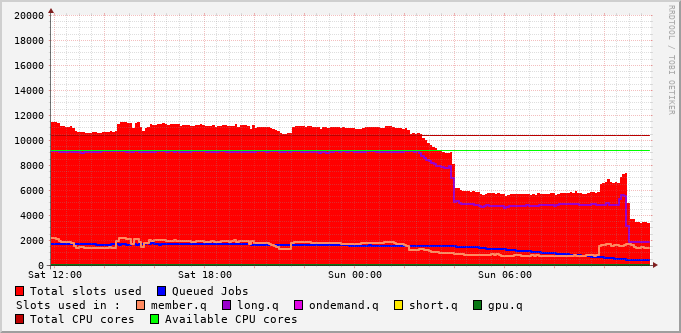 RRDTOOL / TOBI OETIKER
20000
18000
16000
14000
12000
10000
8000
6000
4000
2000
0
Sat 12:00 Sat 18:00 Sun 00:00 Sun 06:00
Total slots used Queued Jobs
Slots used in : member.q long.q ondemand.q short.q gpu.q
Total CPU cores Available CPU cores